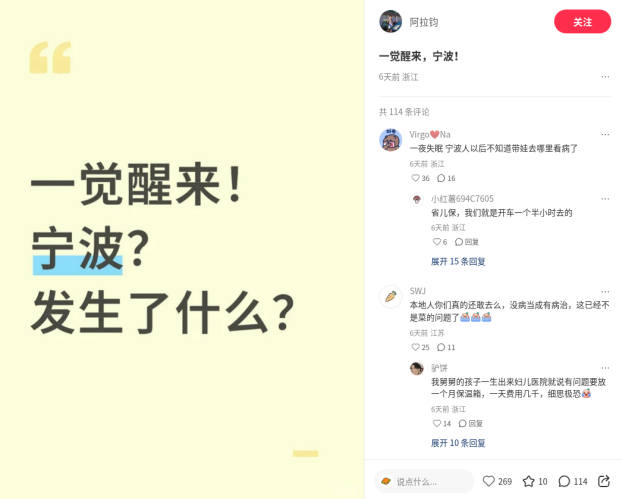 一觉醒来！
宁波？
发生了什么？
阿拉钧
关注
一觉醒来，宁波！
6天前 浙江
共 114 条评论
Virgo❤️Na
一夜失眠 宁波人以后不知道带娃去哪里看病了
6天前 浙江
36 16
小红薯694C7605
省儿保，我们就是开车一个半小时去的
6天前 浙江
6 回复
展开 15 条回复
SWJ
本地人你们真的还敢去么，没病当成有病治，这已经不
是菜的问题了
6天前 江苏
25 11
驴饼
我舅舅的孩子一生出来妇儿医院就说有问题要放
一个月保温箱，一天费用几千，细思极恐
6天前 浙江
14 回复
展开 10 条回复
说点什么...
269 10 114